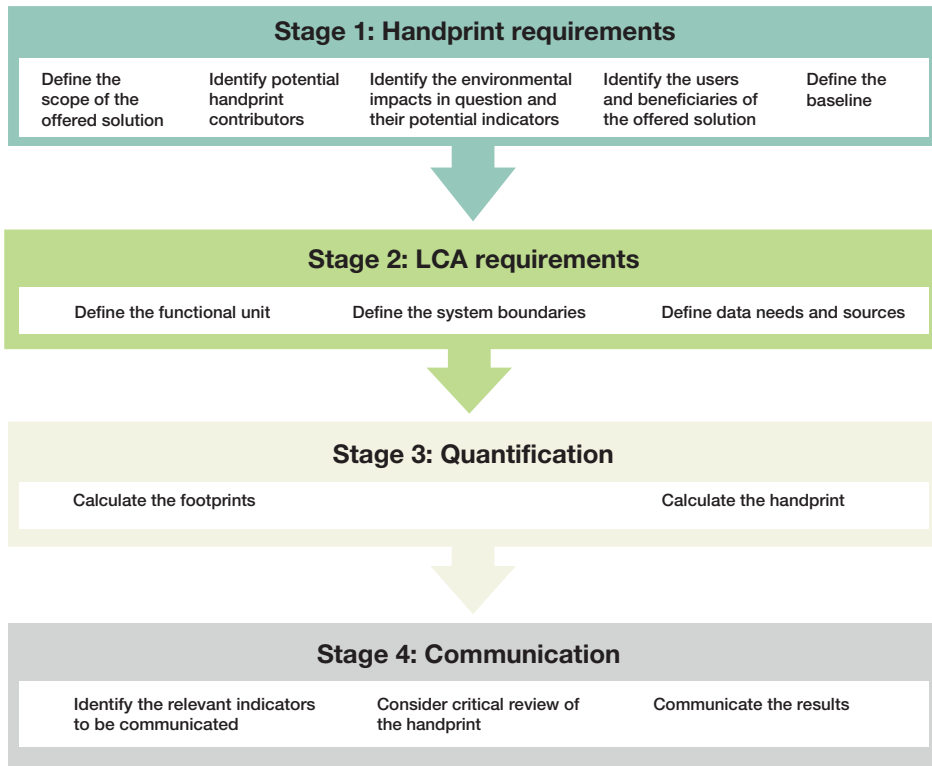 Stage 1: Handprint requirements
Define the
scope of the
offered solution
Identify potential
handprint
contributors
Identify the environmental
impacts in question and
their potential indicators
Identify the users
and beneficiaries of
the offered solution
Define the
baseline
Stage 2: LCA requirements
Define the functional unit
Define the system boundaries
Define data needs and sources
Stage 3: Quantification
Calculate the footprints
Calculate the handprint
Stage 4: Communication
Identify the relevant indicators
to be communicated
Consider critical review of
the handprint
Communicate the results